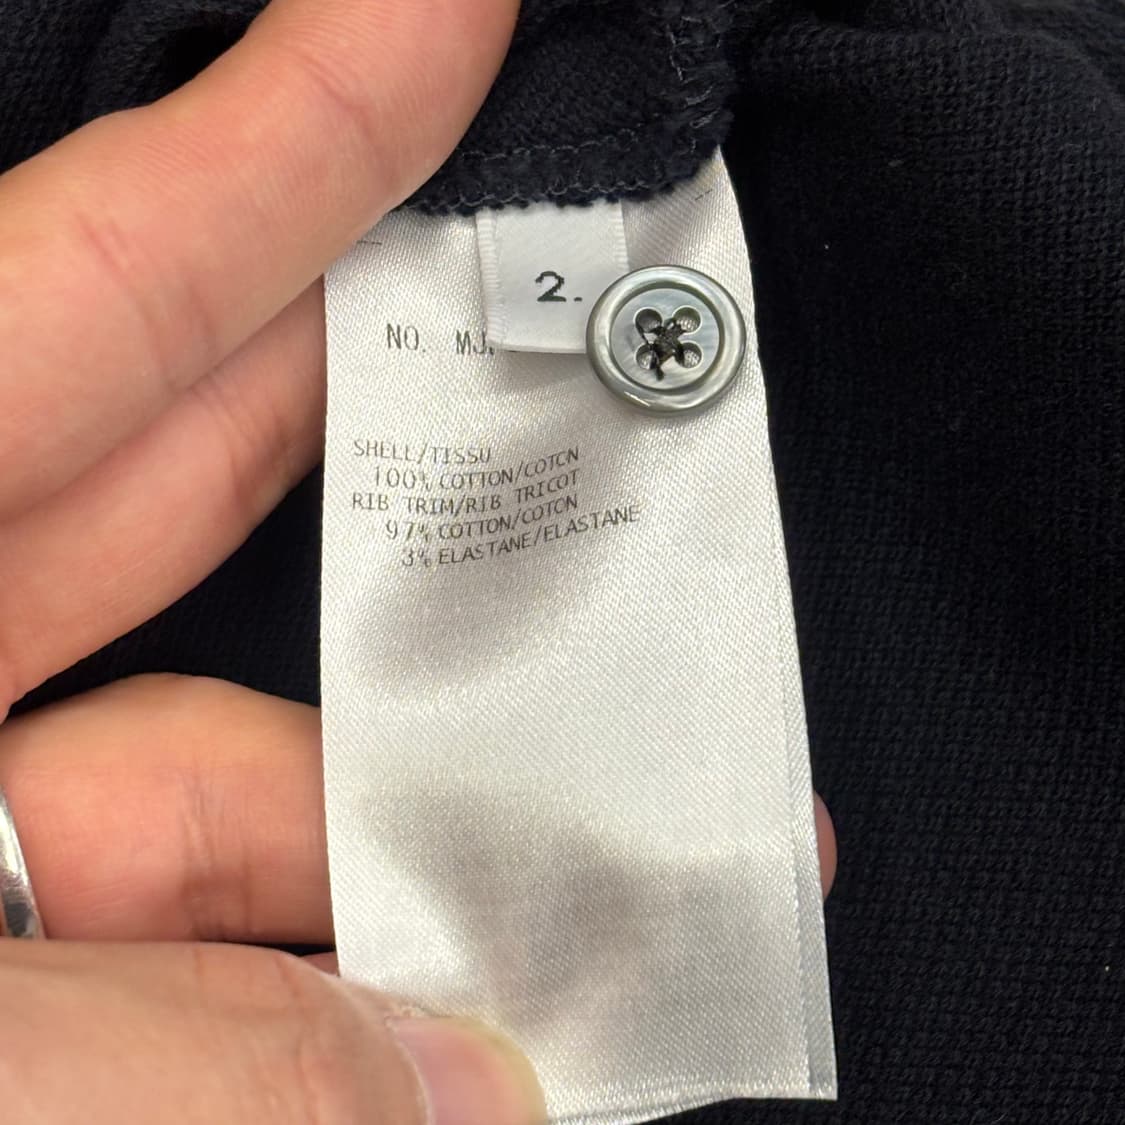 2.
NO. MJ
SHELL/TISSU
100% COTTON/COTON
RIB TRIM/RIB TRICOT
97% COTTON/COTON
3% ELASTANE/ELASTANE